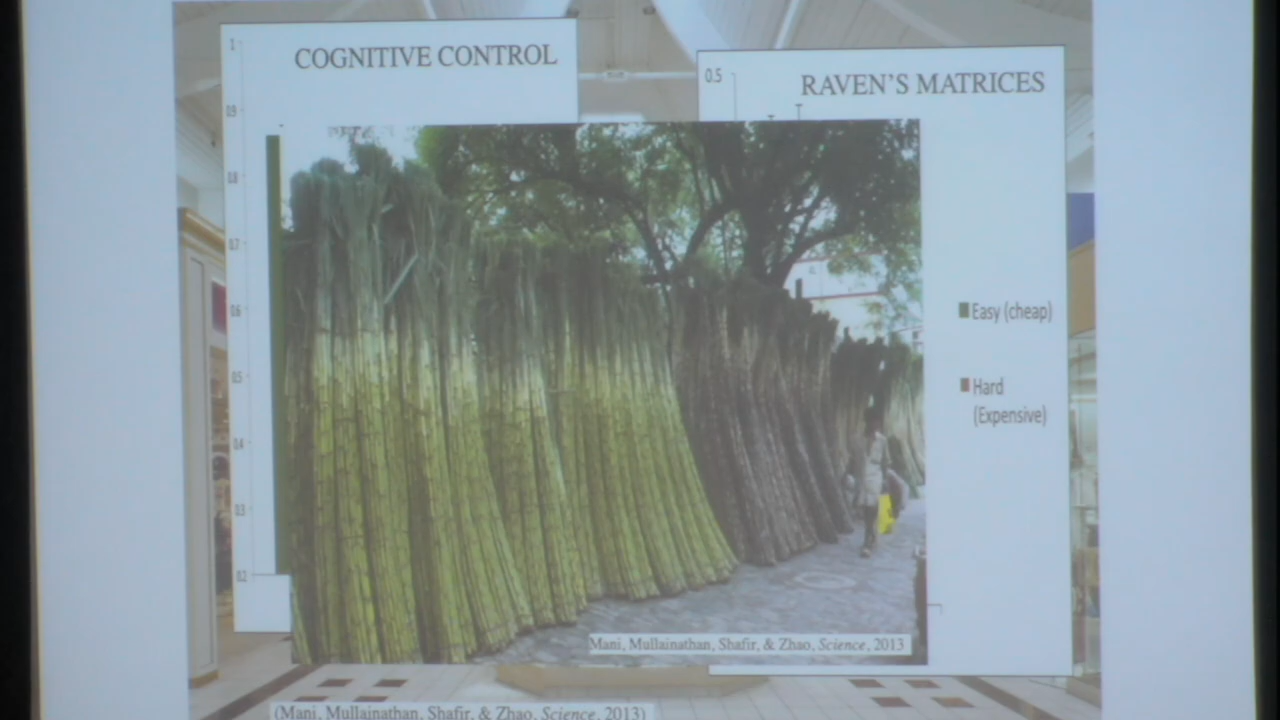 COGNITIVE CONTROL
RAVEN'S MATRICES
1
0.9
0.8
0.7
0.6
0.5
0.4
0.3
0.2
0.5
Easy (cheap)
Hard
(Expensive)
Mani, Mullainathan, Shafir, & Zhao, Science, 2013
(Mani, Mullainathan, Shafir, & Zhao, Science, 2013)